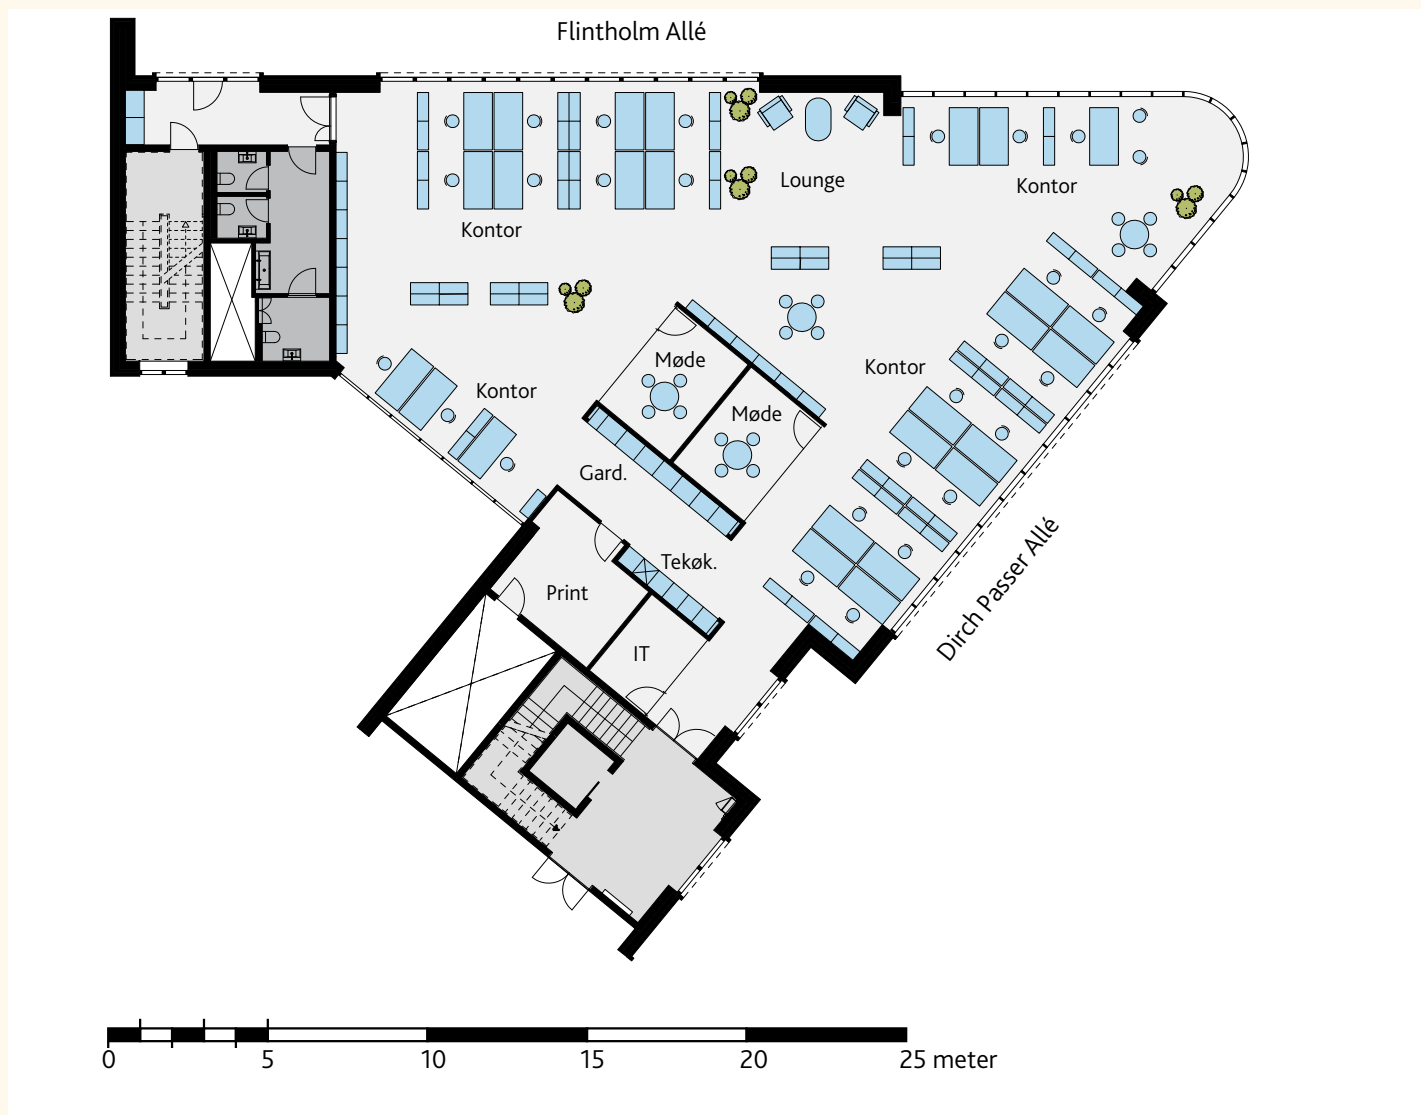 Flintholm Allé
Lounge
Kontor
Kontor
Møde
Kontor
Kontor
Møde
Gard.
Tekøk.
Print
Dirch Passer Allé
IT
0 5 10 15 20 25 meter